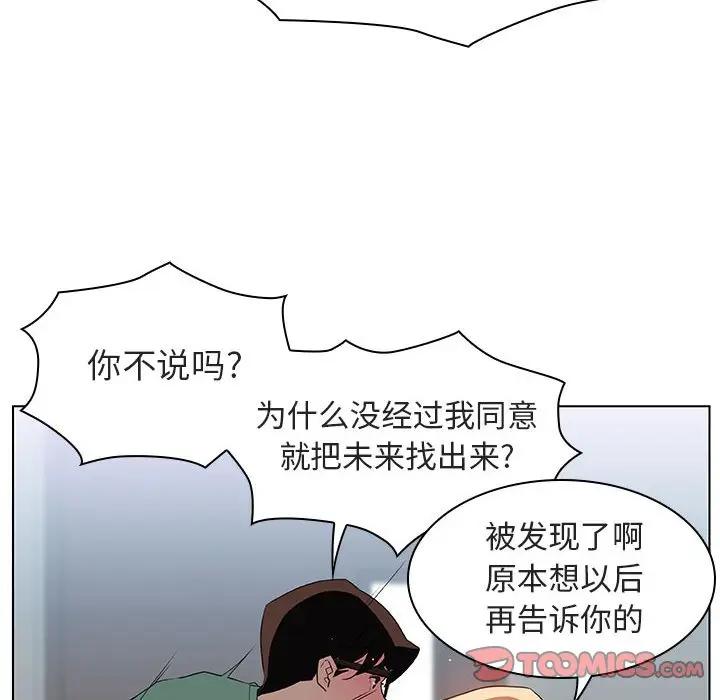 你不说吗?
为什么没经过我同意
就把未来找出来?
被发现了啊
原本想以后
再告诉你的
TOOMICS.com